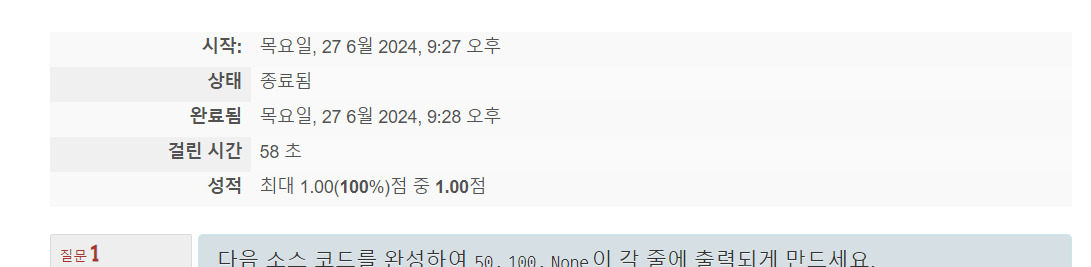 시작: 목요일, 27 6월 2024, 9:27 오후
상태 종료됨
완료됨 목요일, 27 6월 2024, 9:28 오후
걸린 시간 58 초
성적 최대 1.00(100%)점 중 1.00점
질문 1
다음 소스 코드를 완성하여 50, 100, None이 각 줄에 출력되게 만드세요.